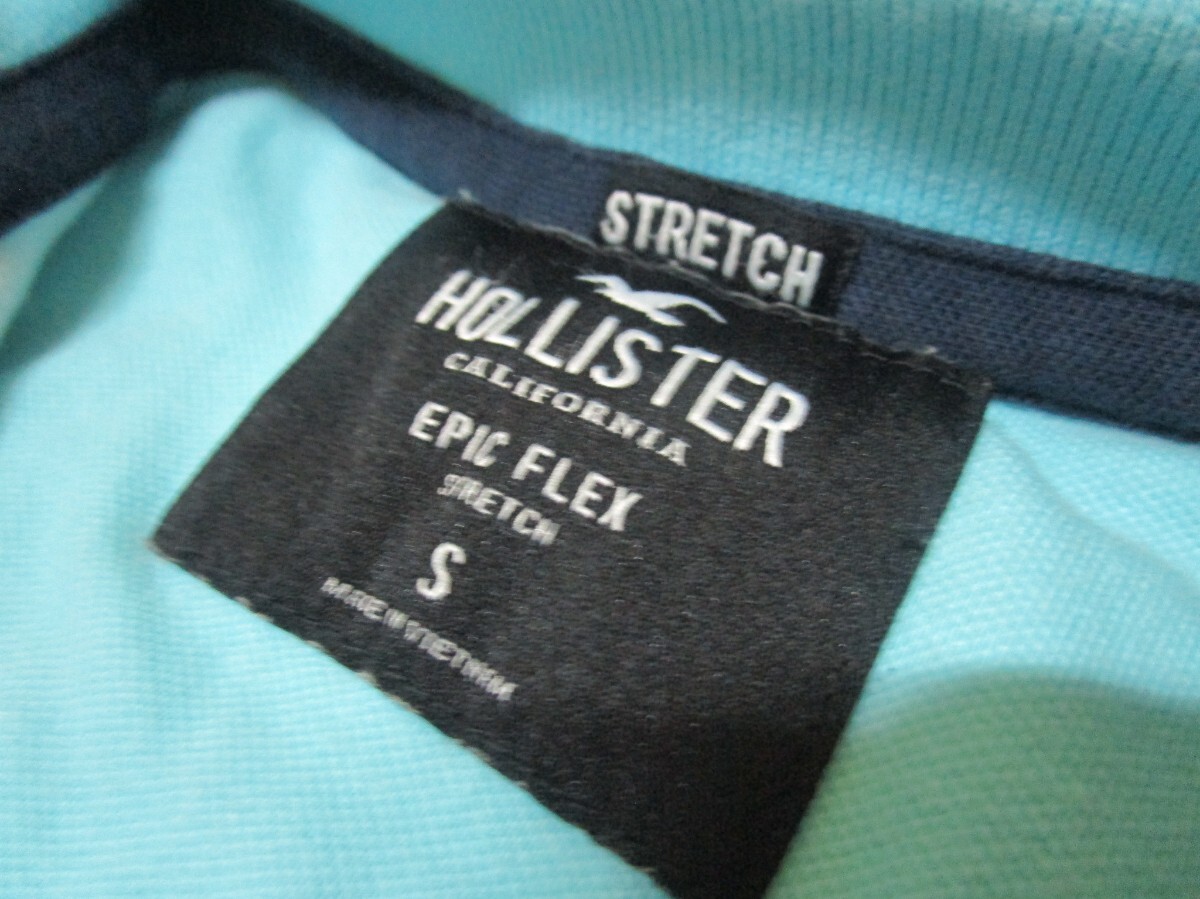 STRETCH
HOLLISTER
CALIFORNIA
EPIC FLEX
STRETCH
S
MADE IN VIETNAM